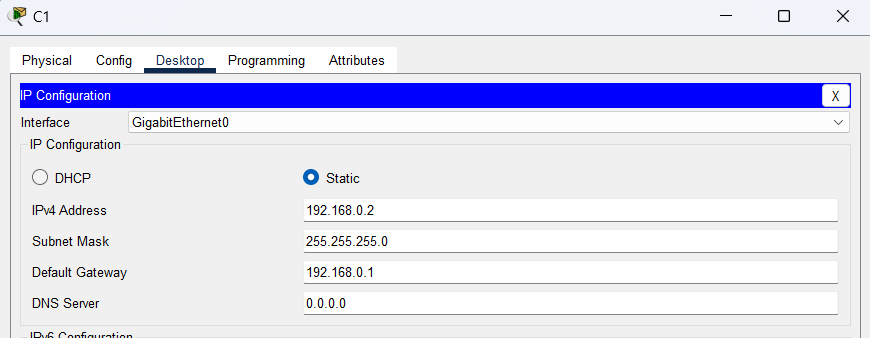 C1
Physical Config Desktop Programming Attributes
IP Configuration X
Interface GigabitEthernet0
IP Configuration
DHCP Static
IPv4 Address 192.168.0.2
Subnet Mask 255.255.255.0
Default Gateway 192.168.0.1
DNS Server 0.0.0.0
IPv6 Configuration